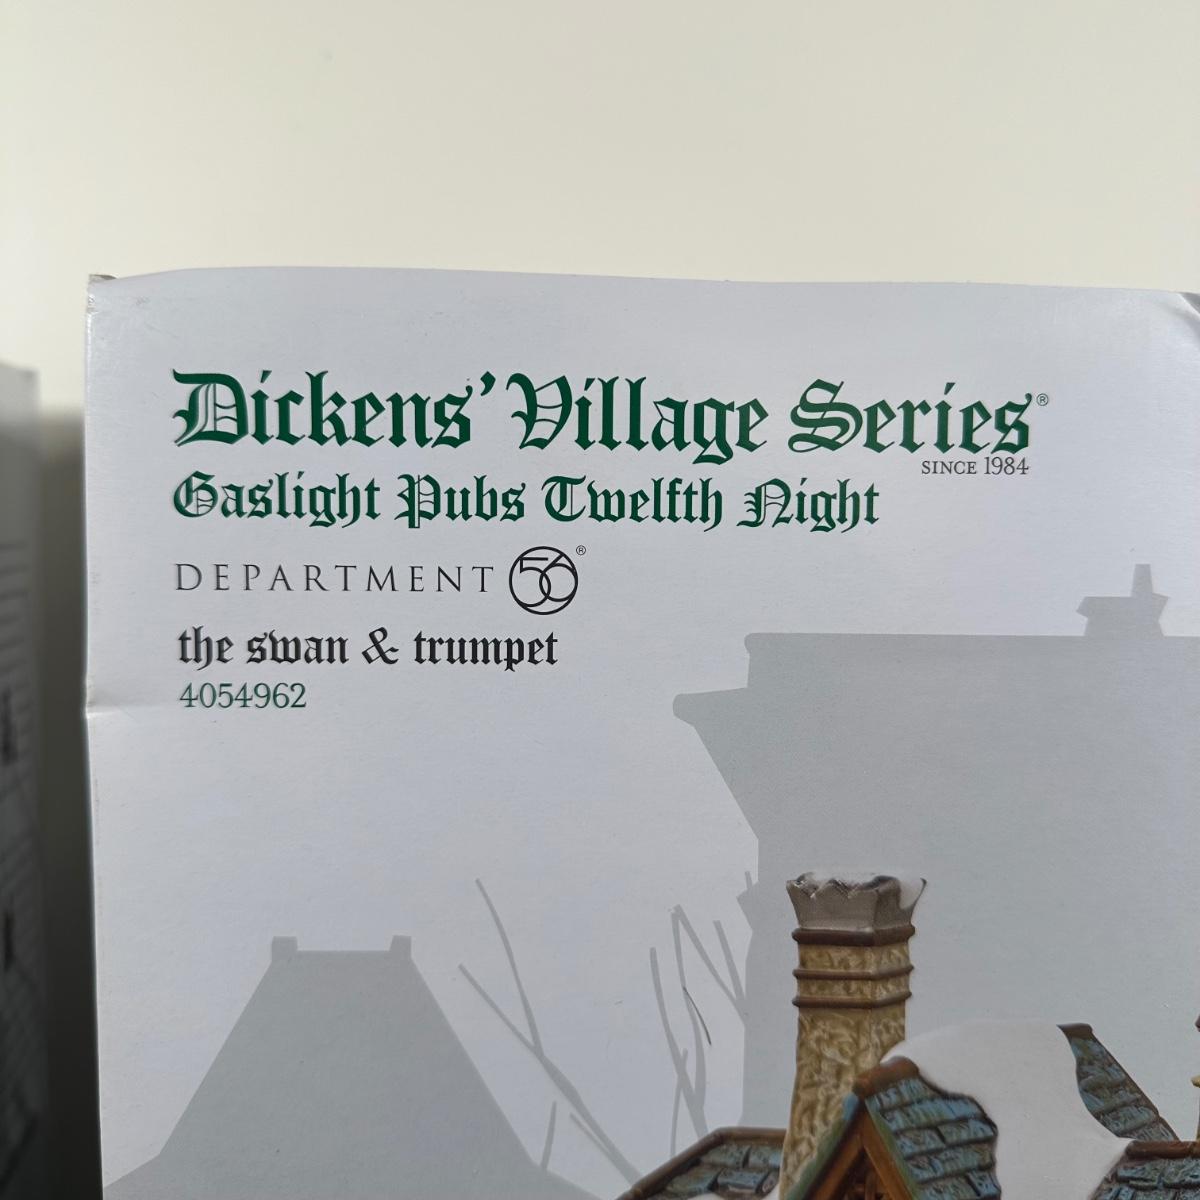 Dickens' Village Series®
SINCE 1984
Gaslight Pubs Twelfth Night
DEPARTMENT 56®
the swan & trumpet
4054962